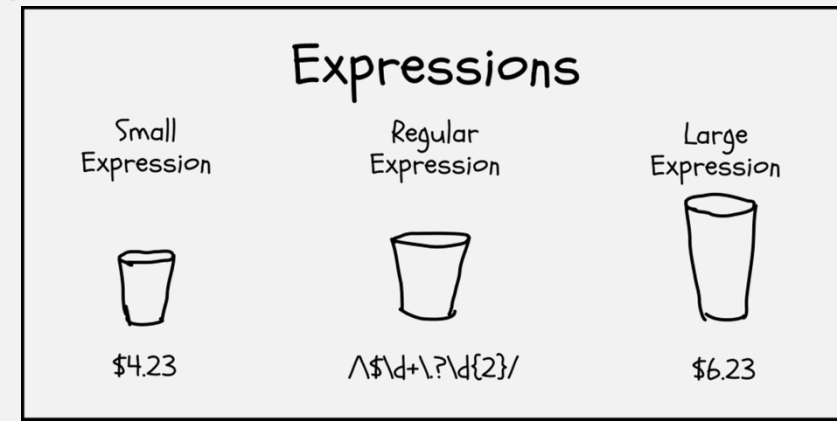 Expressions
Small
Expression
Regular
Expression
Large
Expression
$4.23
/\$\d+\.?\d{2}/
$6.23